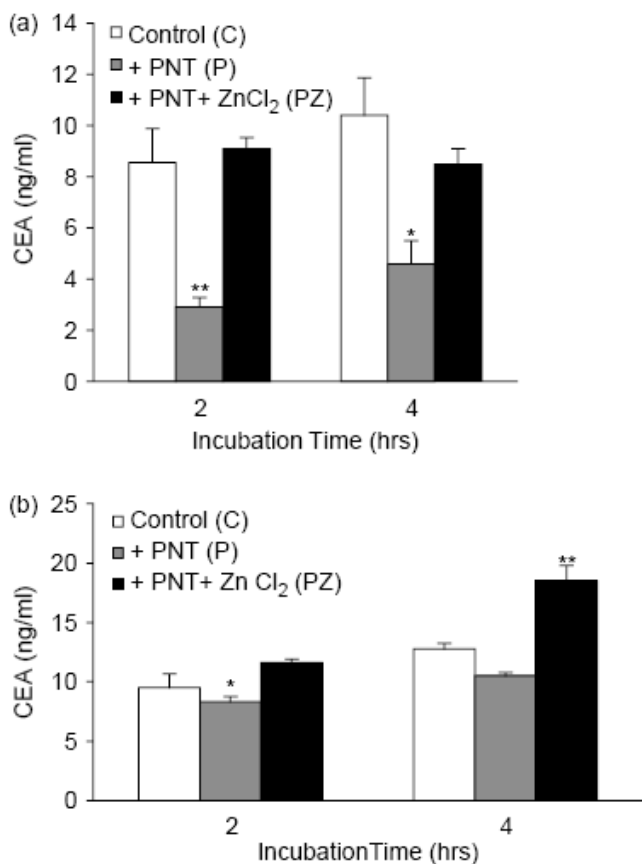 (a)
14
12
10
8
6
4
2
0
CEA (ng/ml)
Control (C)
+ PNT (P)
+ PNT+ ZnCl2 (PZ)
**
*
2 4
Incubation Time (hrs)
(b)
25
20
15
10
5
0
CEA (ng/ml)
Control (C)
+ PNT (P)
+ PNT+ Zn Cl2 (PZ)
*
**
2 4
IncubationTime (hrs)